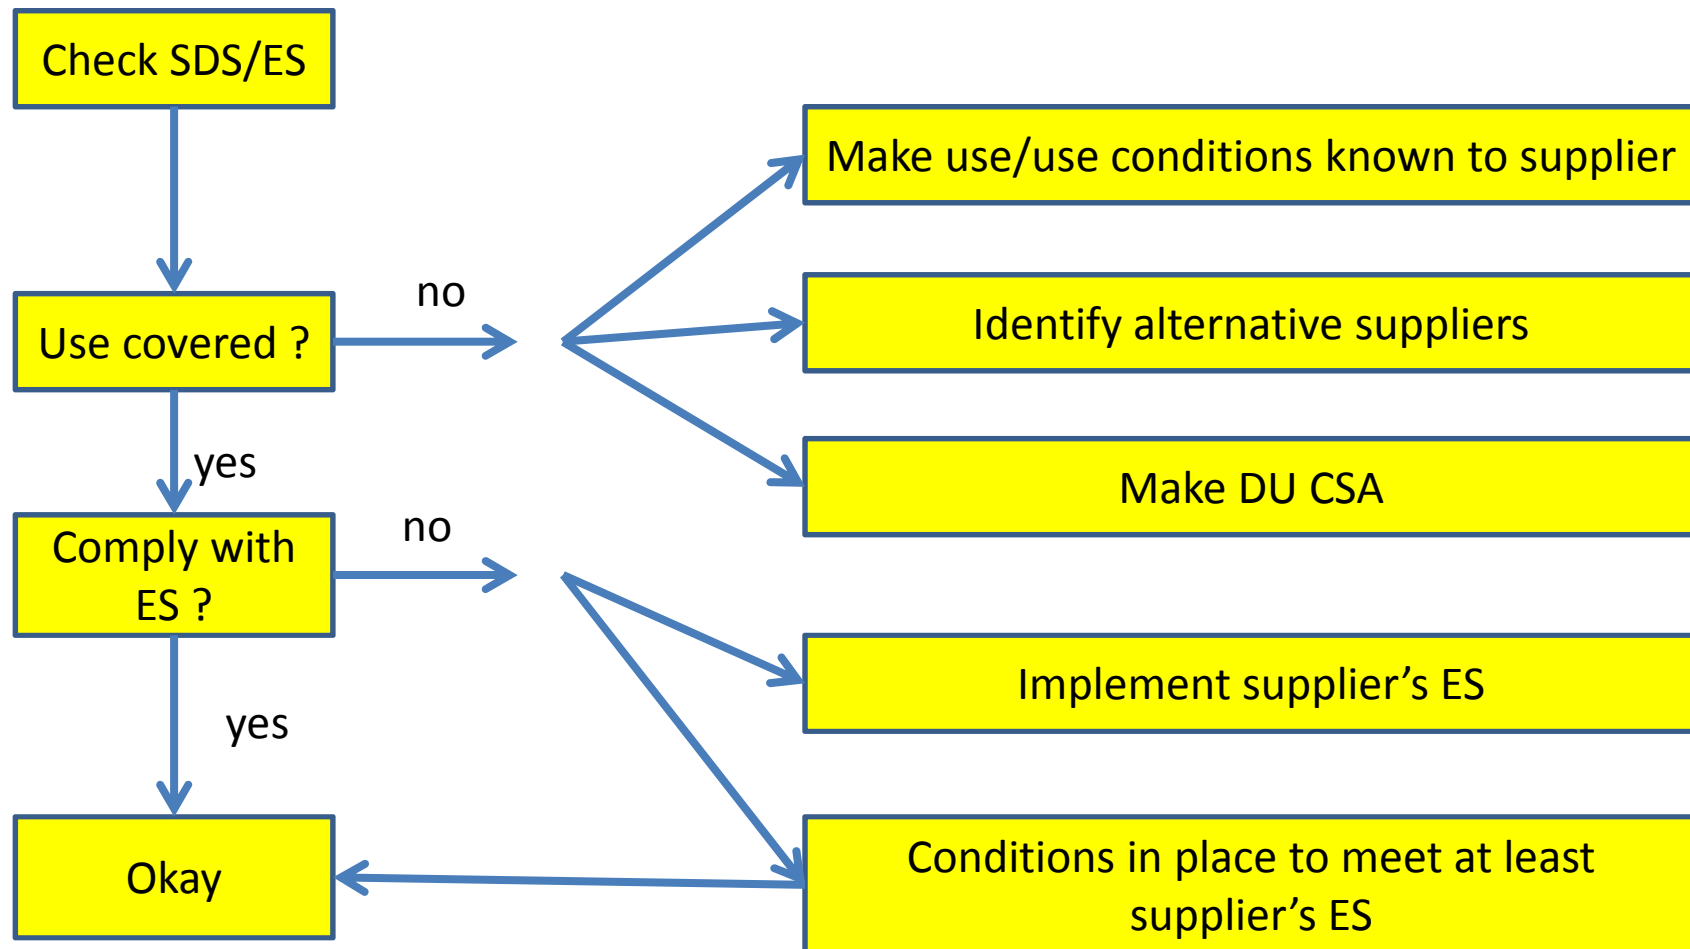 Check SDS/ES
Make use/use conditions known to supplier
no
Use covered ?
Identify alternative suppliers
yes
Make DU CSA
no
Comply with
ES ?
Implement supplier’s ES
yes
Okay
Conditions in place to meet at least
supplier’s ES